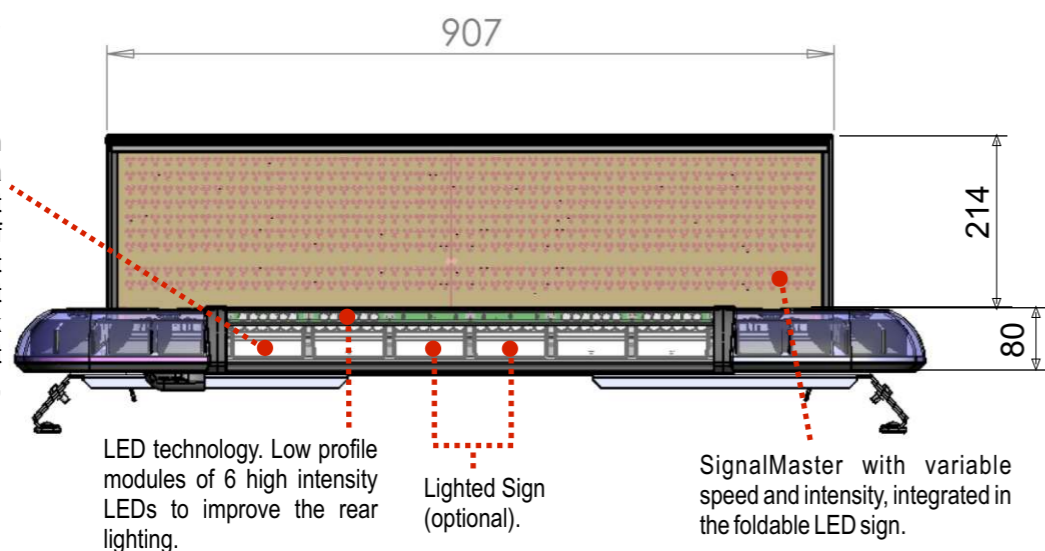 907
214
80
LED technology. Low profile
modules of 6 high intensity
LEDs to improve the rear
lighting.
Lighted Sign
(optional).
SignalMaster with variable
speed and intensity, integrated in
the foldable LED sign.